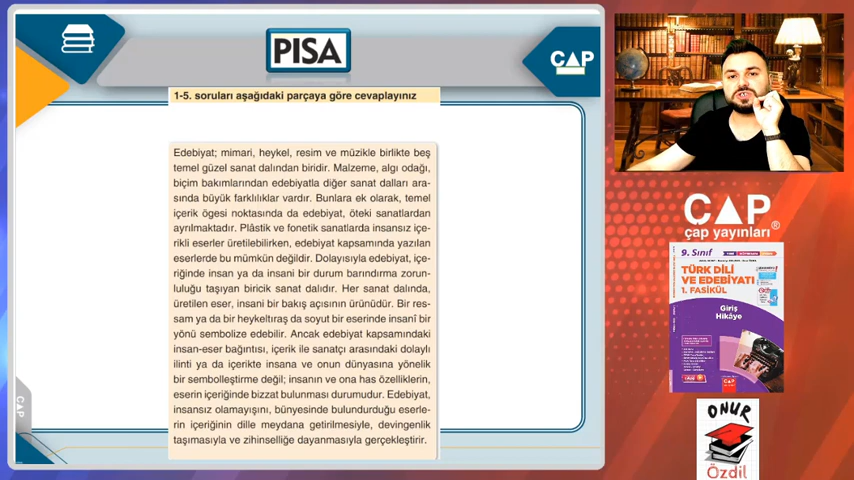 PISA
CAP
1-5. soruları aşağıdaki parçaya göre cevaplayınız
Edebiyat; mimari, heykel, resim ve müzikle birlikte beş
temel güzel sanat dalından biridir. Malzeme, algı odağı,
biçim bakımlarından edebiyatla diğer sanat dalları ara-
sında büyük farklılıklar vardır. Bunlara ek olarak, temel
içerik ögesi noktasında da edebiyat, öteki sanatlardan
ayrılmaktadır. Plâstik ve fonetik sanatlarda insansız içe-
rikli eserler üretilebilirken, edebiyat kapsamında yazılan
eserlerde bu mümkün değildir. Dolayısıyla edebiyat, içe-
riğinde insan ya da insani bir durum barındırma zorun-
luluğu taşıyan biricik sanat dalıdır. Her sanat dalında,
üretilen eser, insani bir bakış açısının ürünüdür. Bir res-
sam ya da bir heykeltıraş da soyut bir eserinde insanî bir
yönü sembolize edebilir. Ancak edebiyat kapsamındaki
insan-eser bağıntısı, içerik ile sanatçı arasındaki dolaylı
ilinti ya da içerikte insana ve onun dünyasına yönelik
bir sembolleştirme değil; insanın ve ona has özelliklerin,
eserin içeriğinde bizzat bulunması durumudur. Edebiyat,
insansız olamayışını, bünyesinde bulundurduğu eserle-
rin içeriğinin dille meydana getirilmesiyle, devingenlik
taşımasıyla ve zihinselliğe dayanmasıyla gerçekleştirir.
CAP
CAP
çap yayınları®
9. Sınıf
TÜRK DİLİ
VE EDEBİYATI
1. FASİKÜL
Giriş
Hikâye
ONUR
Özdil